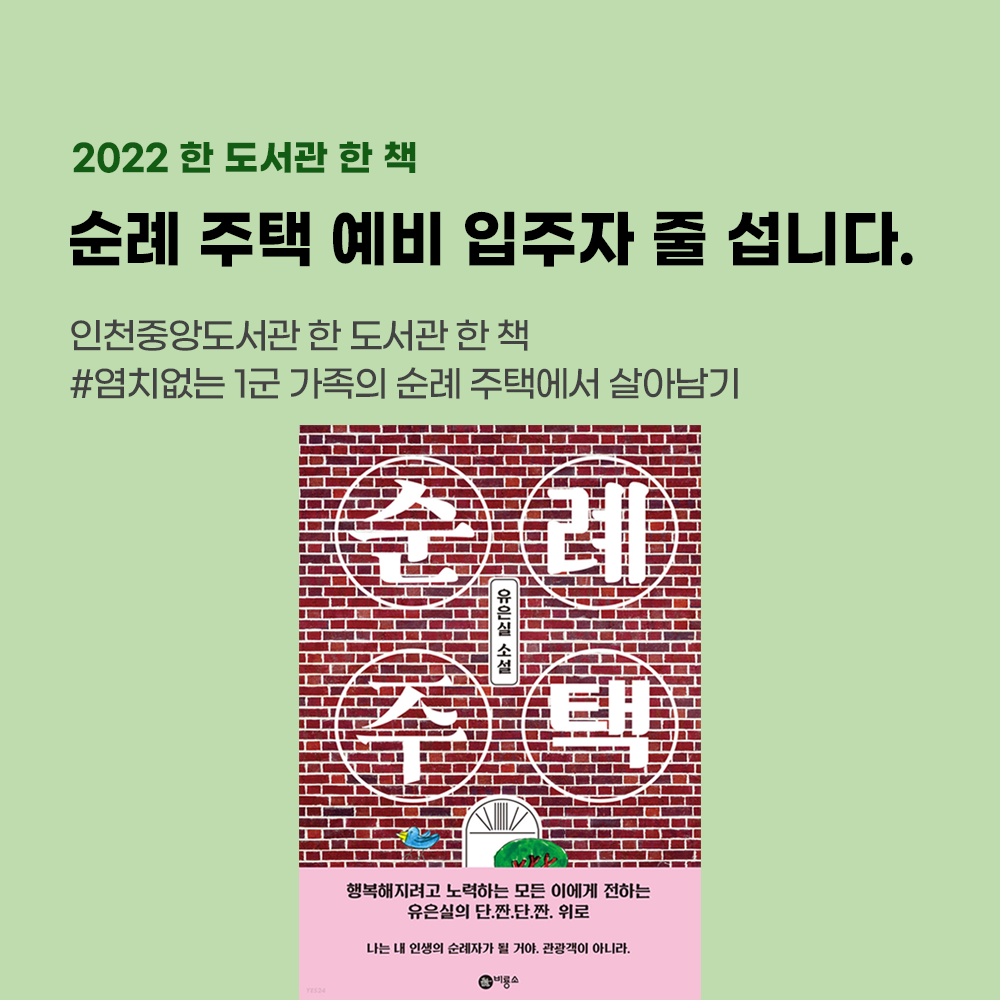 2022 한 도서관 한 책
순례 주택 예비 입주자 줄 섭니다.
인천중앙도서관 한 도서관 한 책
#염치없는 1군 가족의 순례 주택에서 살아남기
순례
유은실 소설
주택
행복해지려고 노력하는 모든 이에게 전하는
유은실의 단.짠.단.짠. 위로
나는 내 인생의 순례자가 될 거야. 관광객이 아니라.
비룡소